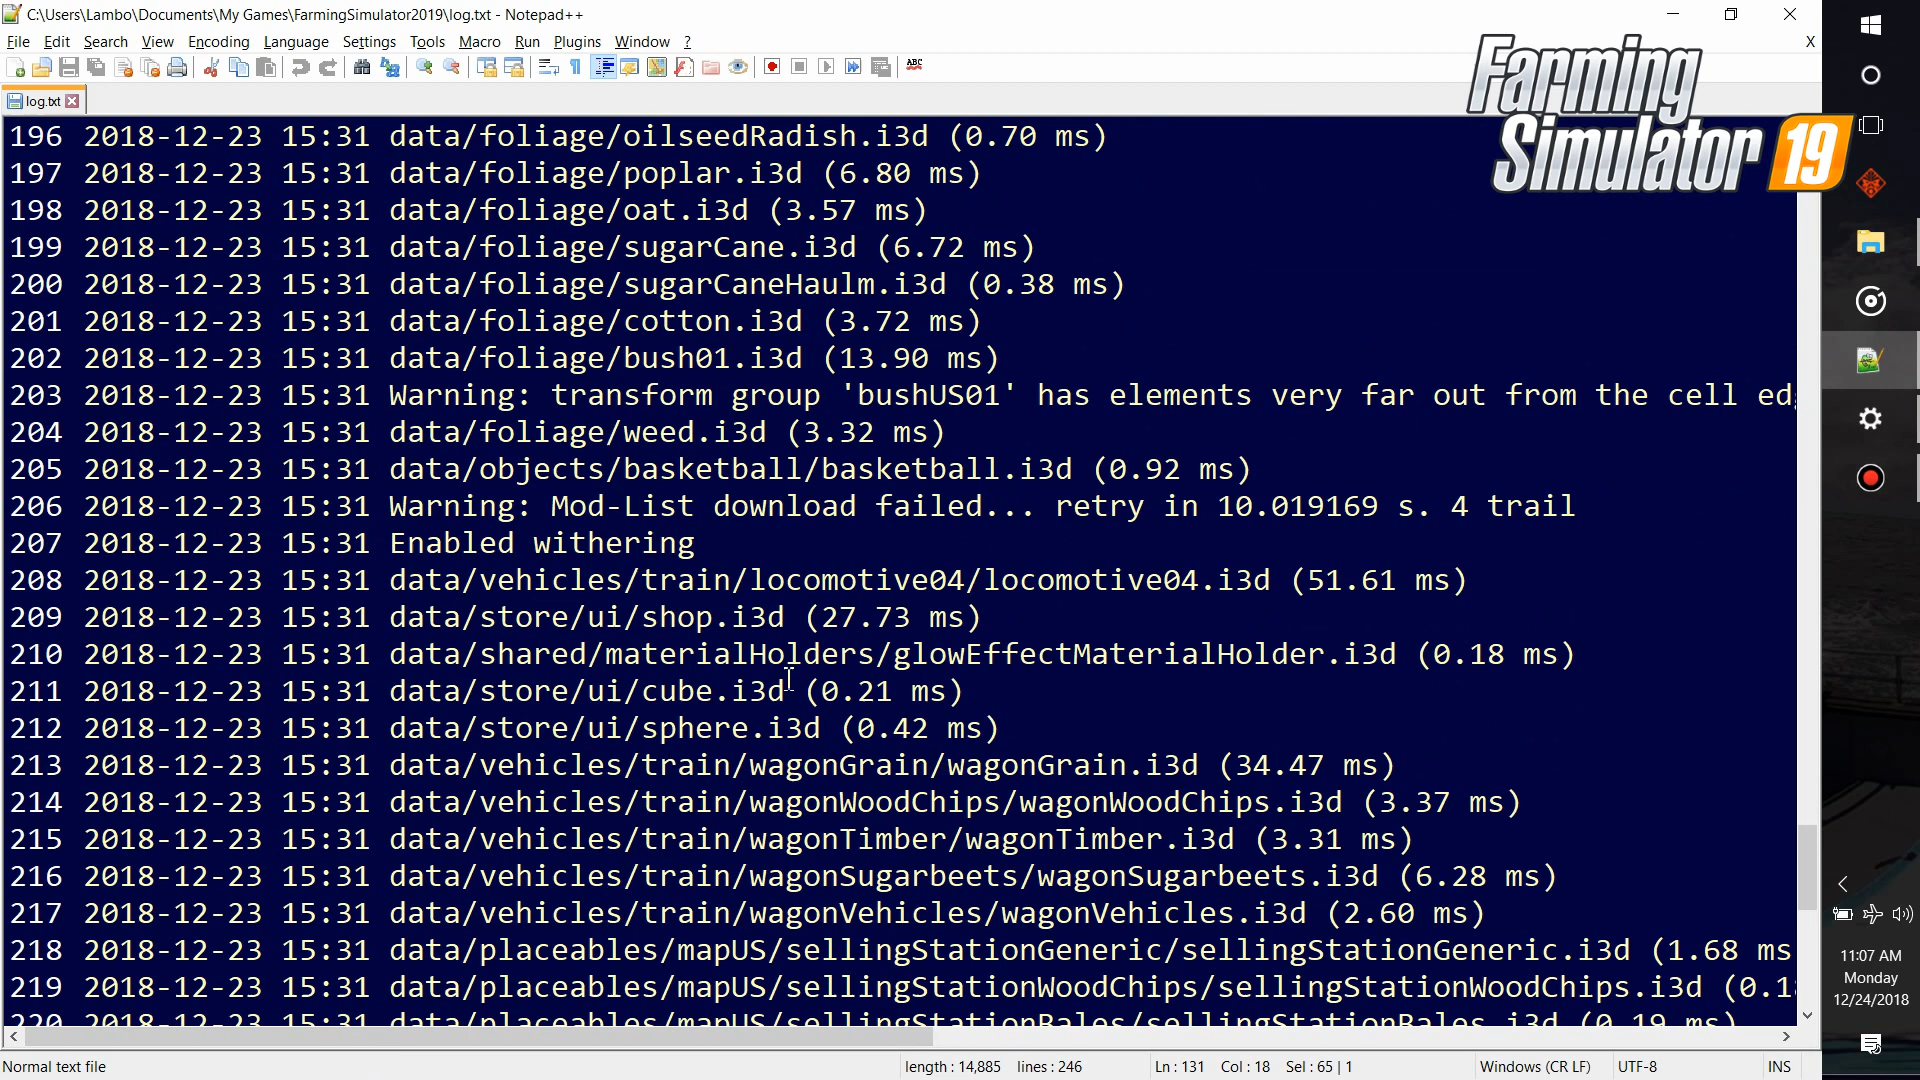 C:\Users\Lambo\Documents\My Games\FarmingSimulator2019\log.txt - Notepad++
File Edit Search View Encoding Language Settings Tools Macro Run Plugins Window ? X
ABC
Farming
Simulator 19
log.txt
196 2018-12-23 15:31 data/foliage/oilseedRadish.i3d (0.70 ms)
197 2018-12-23 15:31 data/foliage/poplar.i3d (6.80 ms)
198 2018-12-23 15:31 data/foliage/oat.i3d (3.57 ms)
199 2018-12-23 15:31 data/foliage/sugarCane.i3d (6.72 ms)
200 2018-12-23 15:31 data/foliage/sugarCaneHaulm.i3d (0.38 ms)
201 2018-12-23 15:31 data/foliage/cotton.i3d (3.72 ms)
202 2018-12-23 15:31 data/foliage/bush01.i3d (13.90 ms)
203 2018-12-23 15:31 Warning: transform group 'bushUS01' has elements very far out from the cell ed
204 2018-12-23 15:31 data/foliage/weed.i3d (3.32 ms)
205 2018-12-23 15:31 data/objects/basketball/basketball.i3d (0.92 ms)
206 2018-12-23 15:31 Warning: Mod-List download failed... retry in 10.019169 s. 4 trail
207 2018-12-23 15:31 Enabled withering
208 2018-12-23 15:31 data/vehicles/train/locomotive04/locomotive04.i3d (51.61 ms)
209 2018-12-23 15:31 data/store/ui/shop.i3d (27.73 ms)
210 2018-12-23 15:31 data/shared/materialHolders/glowEffectMaterialHolder.i3d (0.18 ms)
211 2018-12-23 15:31 data/store/ui/cube.i3d (0.21 ms)
212 2018-12-23 15:31 data/store/ui/sphere.i3d (0.42 ms)
213 2018-12-23 15:31 data/vehicles/train/wagonGrain/wagonGrain.i3d (34.47 ms)
214 2018-12-23 15:31 data/vehicles/train/wagonWoodChips/wagonWoodChips.i3d (3.37 ms)
215 2018-12-23 15:31 data/vehicles/train/wagonTimber/wagonTimber.i3d (3.31 ms)
216 2018-12-23 15:31 data/vehicles/train/wagonSugarbeets/wagonSugarbeets.i3d (6.28 ms)
217 2018-12-23 15:31 data/vehicles/train/wagonVehicles/wagonVehicles.i3d (2.60 ms)
218 2018-12-23 15:31 data/placeables/mapUS/sellingStationGeneric/sellingStationGeneric.i3d (1.68 ms
219 2018-12-23 15:31 data/placeables/mapUS/sellingStationWoodChips/sellingStationWoodChips.i3d (0.1
220 2018-12-23 15:31 data/placeables/mapUS/sellingStationBales/sellingStationBales.i3d (0.19 ms)
11:07 AM
Monday
12/24/2018
Normal text file length : 14,885 lines : 246 Ln : 131 Col : 18 Sel : 65 | 1 Windows (CR LF) UTF-8 INS